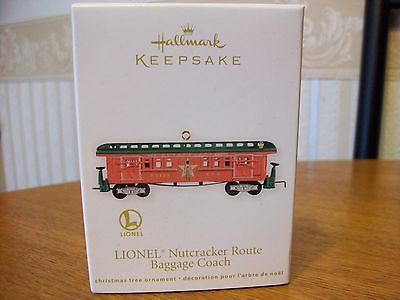 Hallmark
KEEPSAKE
L
LIONEL
LIONEL® Nutcracker Route
Baggage Coach
christmas tree ornament • décoration pour l'arbre de noël